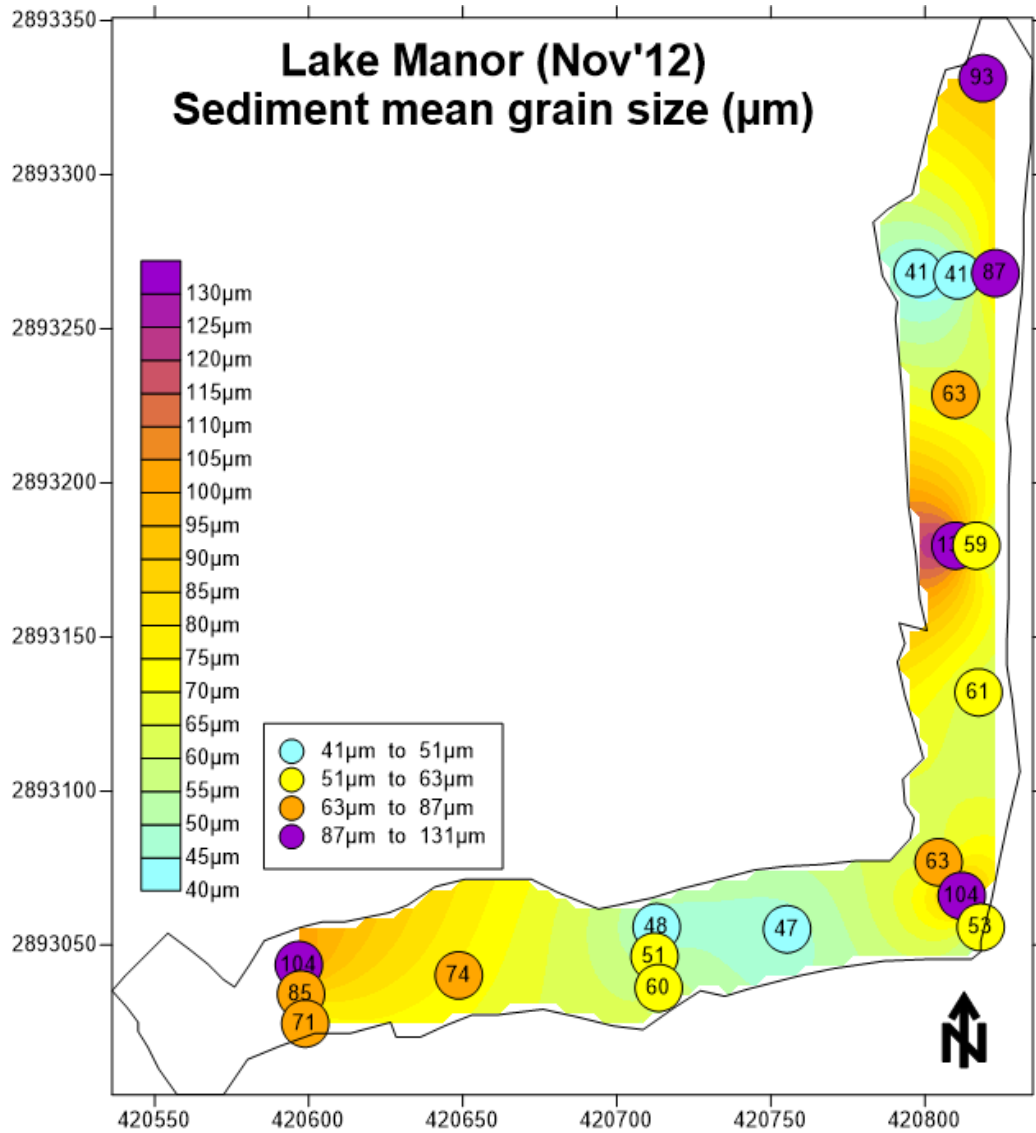 Lake Manor (Nov'12)
Sediment mean grain size (µm)
2893350
2893300
2893250
2893200
2893150
2893100
2893050
130µm
125µm
120µm
115µm
110µm
105µm
100µm
95µm
90µm
85µm
80µm
75µm
70µm
65µm
60µm
55µm
50µm
45µm
40µm
41µm to 51µm
51µm to 63µm
63µm to 87µm
87µm to 131µm
93
41
41
87
63
59
61
63
104
53
48
47
51
60
74
104
85
71
N
420550
420600
420650
420700
420750
420800